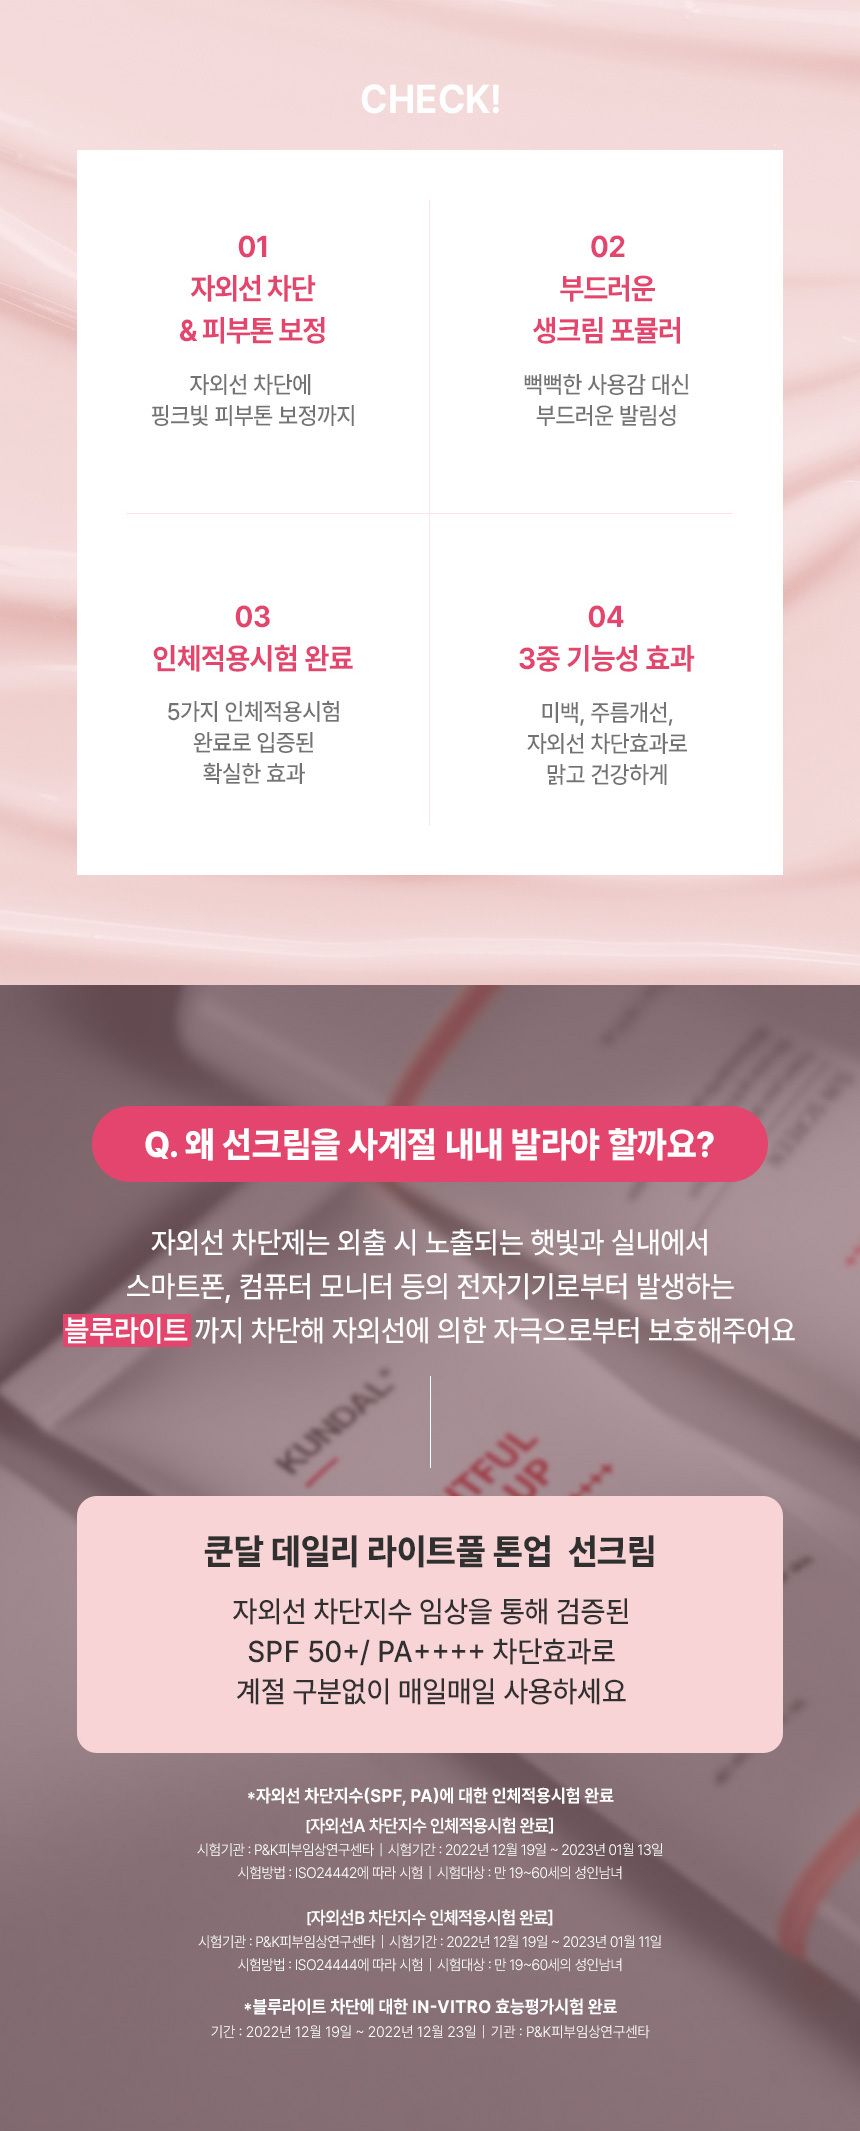 CHECK!
01
자외선 차단
& 피부톤 보정
자외선 차단에
핑크빛 피부톤 보정까지
02
부드러운
생크림 포뮬러
뻑뻑한 사용감 대신
부드러운 발림성
03
인체적용시험 완료
5가지 인체적용시험
완료로 입증된
확실한 효과
04
3중 기능성 효과
미백, 주름개선,
자외선 차단효과로
맑고 건강하게
Q. 왜 선크림을 사계절 내내 발라야 할까요?
자외선 차단제는 외출 시 노출되는 햇빛과 실내에서
스마트폰, 컴퓨터 모니터 등의 전자기기로부터 발생하는
블루라이트 까지 차단해 자외선에 의한 자극으로부터 보호해주어요
KUNDAL
쿤달 데일리 라이트풀 톤업 선크림
자외선 차단지수 임상을 통해 검증된
SPF 50+/ PA++++ 차단효과로
계절 구분없이 매일매일 사용하세요
*자외선 차단지수(SPF, PA)에 대한 인체적용시험 완료
[자외선A 차단지수 인체적용시험 완료]
시험기관 : P&K피부임상연구센타 | 시험기간 : 2022년 12월 19일 ~ 2023년 01월 13일
시험방법 : ISO24442에 따라 시험 | 시험대상 : 만 19~60세의 성인남녀
[자외선B 차단지수 인체적용시험 완료]
시험기관 : P&K피부임상연구센타 | 시험기간 : 2022년 12월 19일 ~ 2023년 01월 11일
시험방법 : ISO24444에 따라 시험 | 시험대상 : 만 19~60세의 성인남녀
*블루라이트 차단에 대한 IN-VITRO 효능평가시험 완료
기간 : 2022년 12월 19일 ~ 2022년 12월 23일 | 기관 : P&K피부임상연구센타